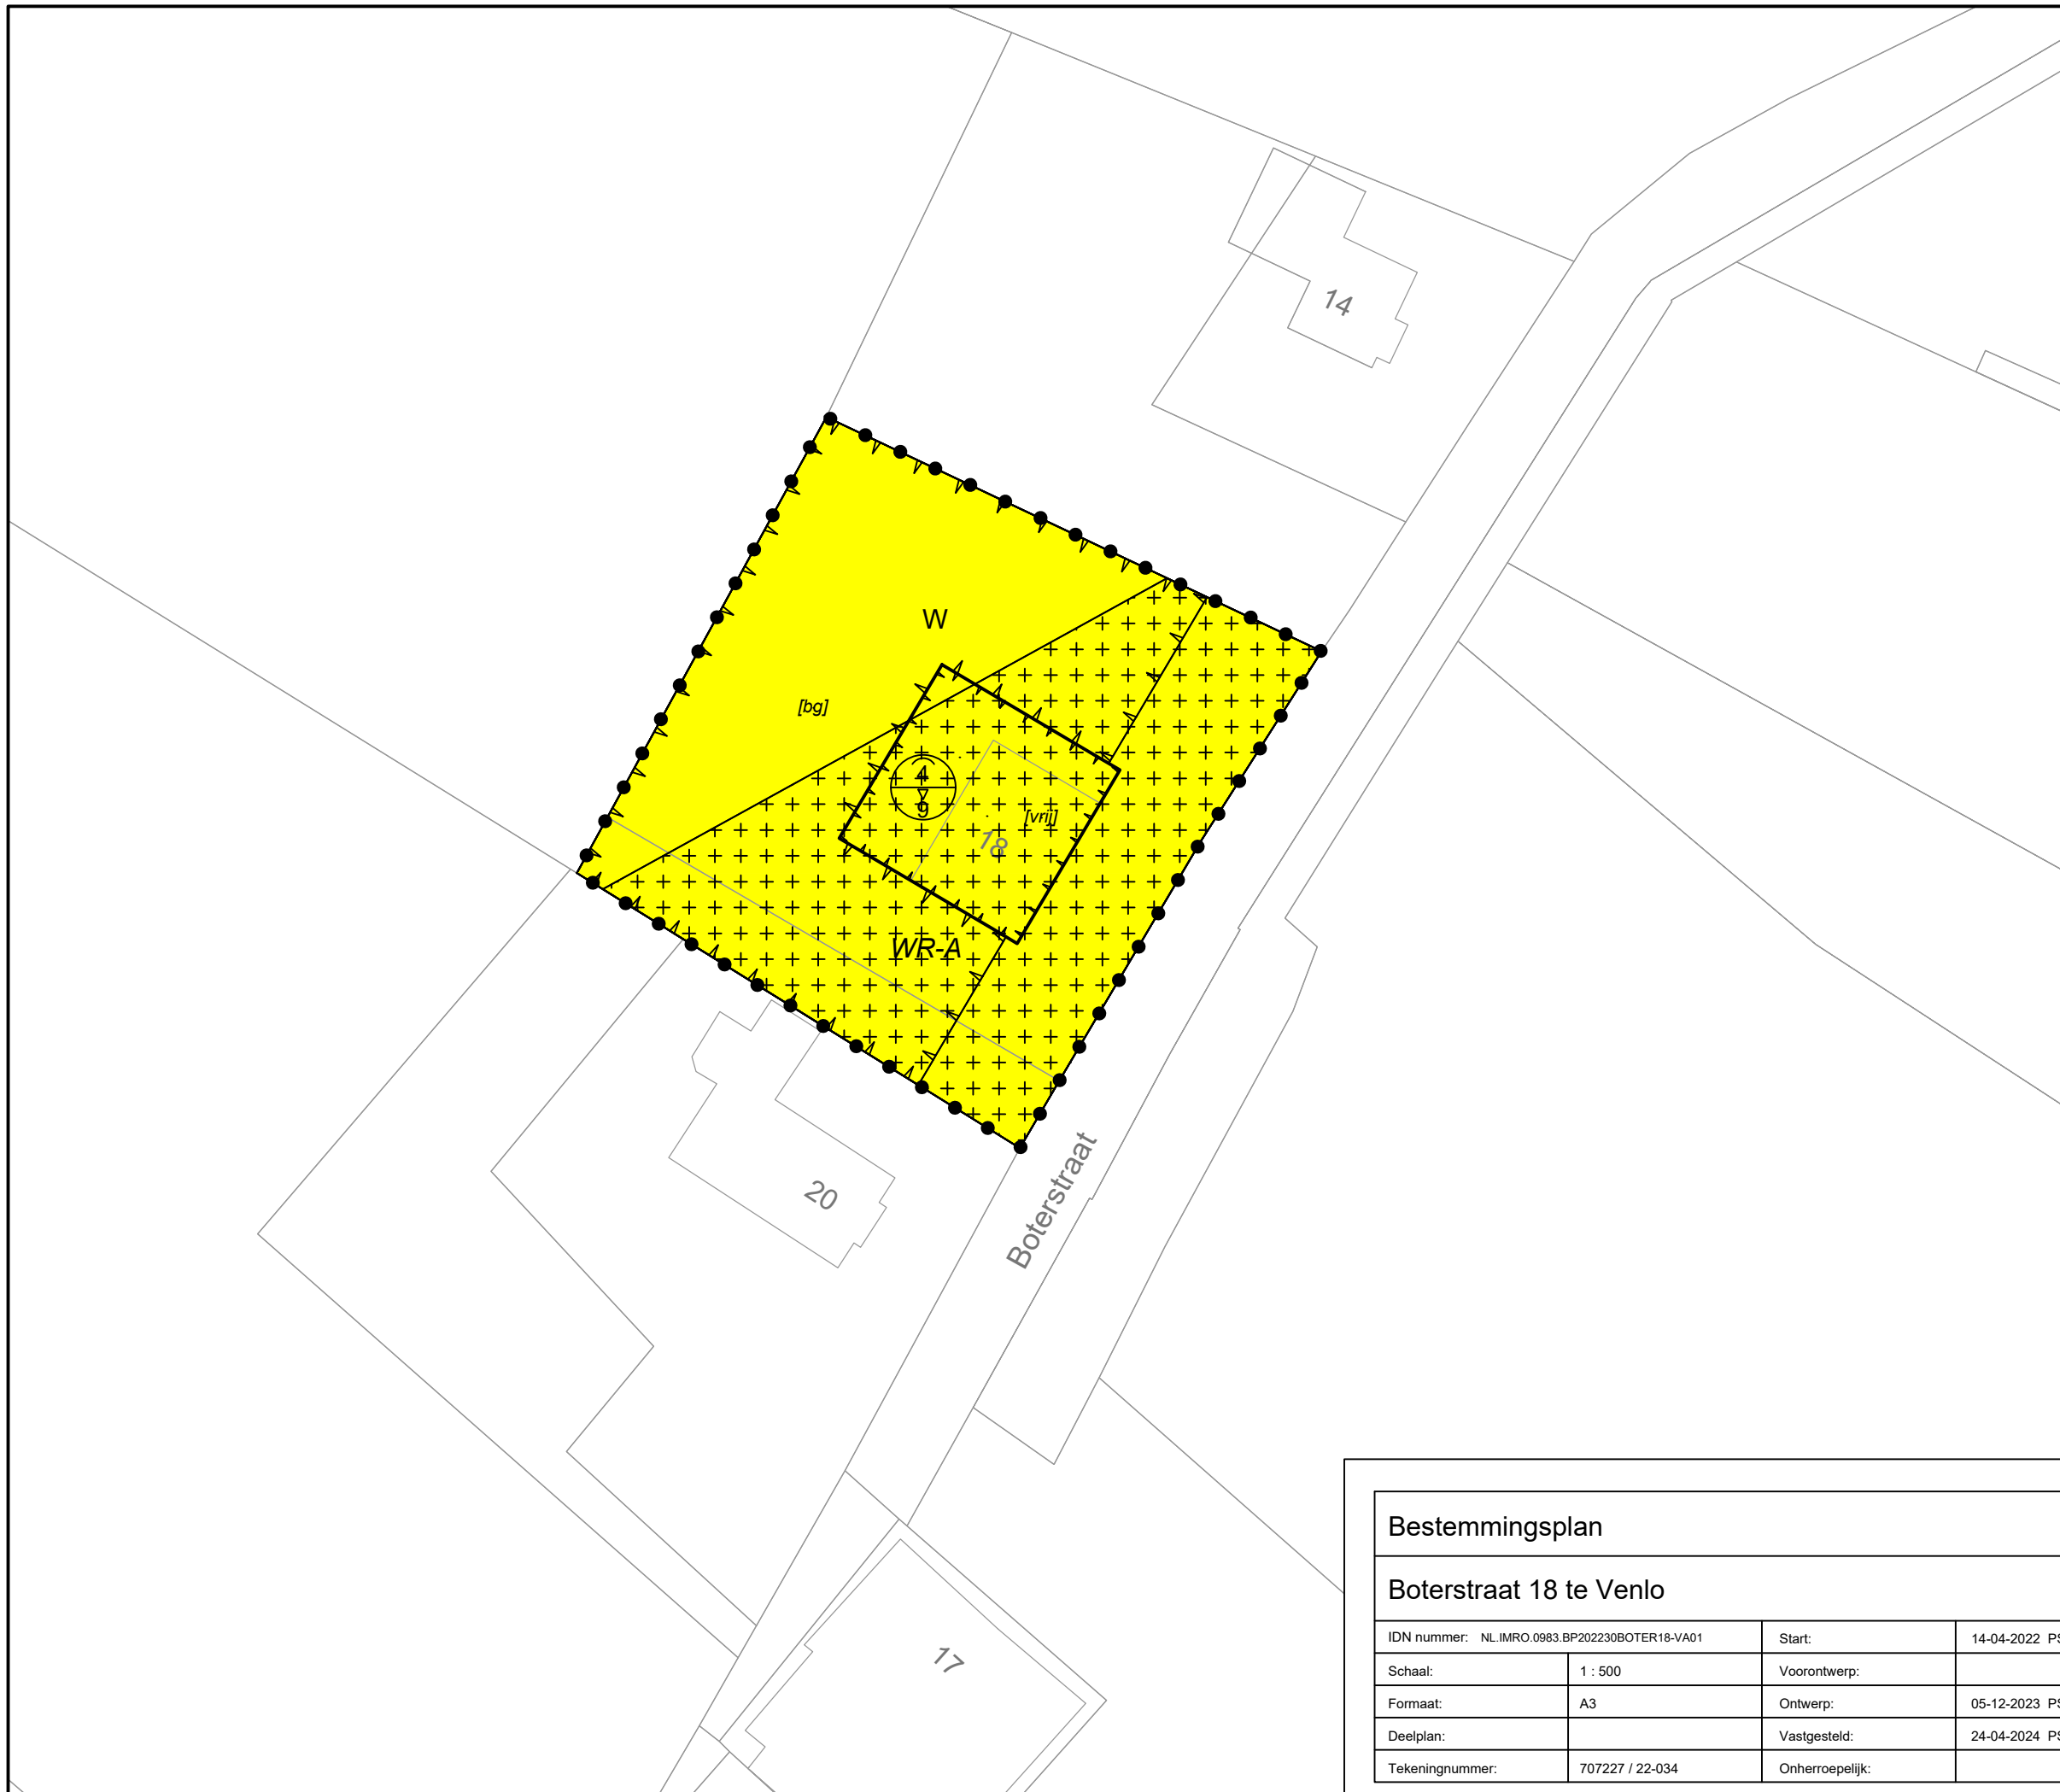 14
W
[bg]
4
9
[vrij]
18
WR-A
20
Boterstraat
17
Bestemmingsplan
Boterstraat 18 te Venlo
IDN nummer: NL.IMRO.0983.BP202230BOTER18-VA01 Start: 14-04-2022
Schaal: 1 : 500 Voorontwerp:
Formaat: A3 Ontwerp: 05-12-2023
Deelplan: Vastgesteld: 24-04-2024
Tekeningnummer: 707227 / 22-034 Onherroepelijk: